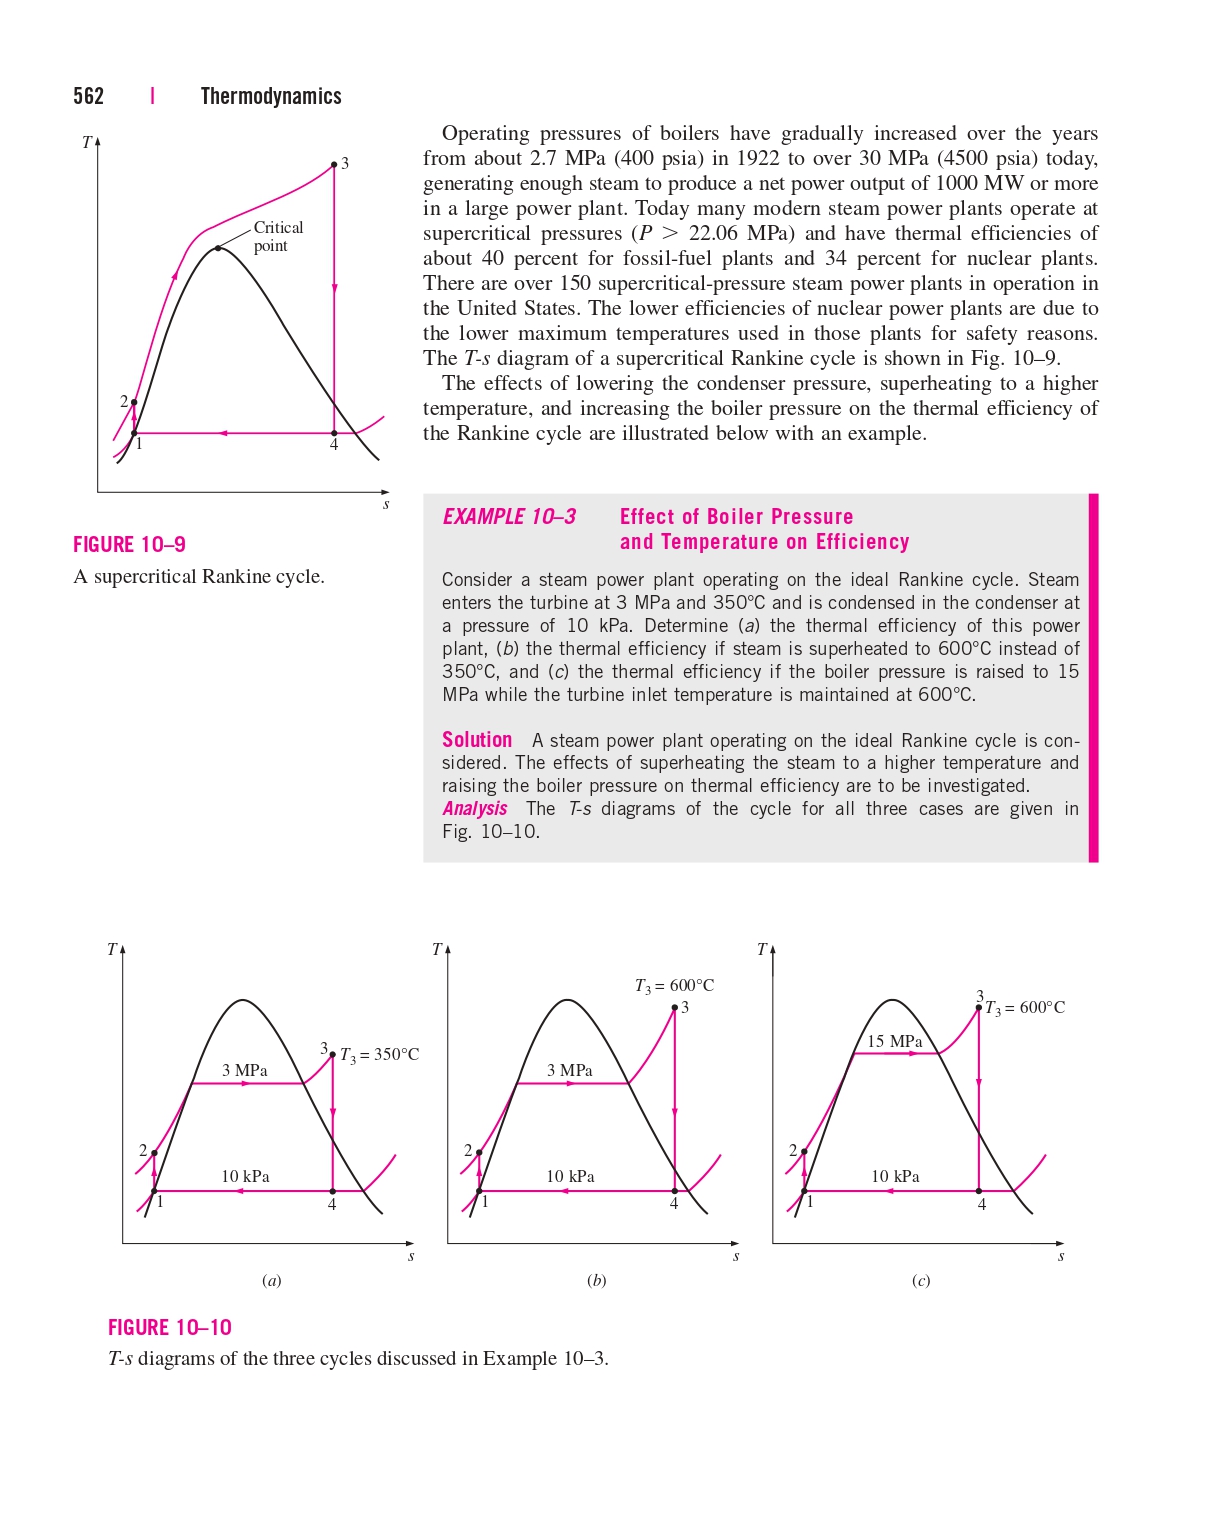 562 | Thermodynamics
T
3
Critical
point
2
1
4
s
FIGURE 10–9
A supercritical Rankine cycle.
Operating pressures of boilers have gradually increased over the years
from about 2.7 MPa (400 psia) in 1922 to over 30 MPa (4500 psia) today,
generating enough steam to produce a net power output of 1000 MW or more
in a large power plant. Today many modern steam power plants operate at
supercritical pressures (P > 22.06 MPa) and have thermal efficiencies of
about 40 percent for fossil-fuel plants and 34 percent for nuclear plants.
There are over 150 supercritical-pressure steam power plants in operation in
the United States. The lower efficiencies of nuclear power plants are due to
the lower maximum temperatures used in those plants for safety reasons.
The T-s diagram of a supercritical Rankine cycle is shown in Fig. 10–9.
The effects of lowering the condenser pressure, superheating to a higher
temperature, and increasing the boiler pressure on the thermal efficiency of
the Rankine cycle are illustrated below with an example.
EXAMPLE 10–3 Effect of Boiler Pressure
and Temperature on Efficiency
Consider a steam power plant operating on the ideal Rankine cycle. Steam
enters the turbine at 3 MPa and 350°C and is condensed in the condenser at
a pressure of 10 kPa. Determine (a) the thermal efficiency of this power
plant, (b) the thermal efficiency if steam is superheated to 600°C instead of
350°C, and (c) the thermal efficiency if the boiler pressure is raised to 15
MPa while the turbine inlet temperature is maintained at 600°C.
Solution A steam power plant operating on the ideal Rankine cycle is con-
sidered. The effects of superheating the steam to a higher temperature and
raising the boiler pressure on thermal efficiency are to be investigated.
Analysis The T-s diagrams of the cycle for all three cases are given in
Fig. 10–10.
T
3
T3 = 350°C
3 MPa
2
10 kPa
1
4
s
(a)
T
T3 = 600°C
3
3 MPa
2
10 kPa
1
4
s
(b)
T
3
T3 = 600°C
15 MPa
2
10 kPa
1
4
s
(c)
FIGURE 10–10
T-s diagrams of the three cycles discussed in Example 10–3.